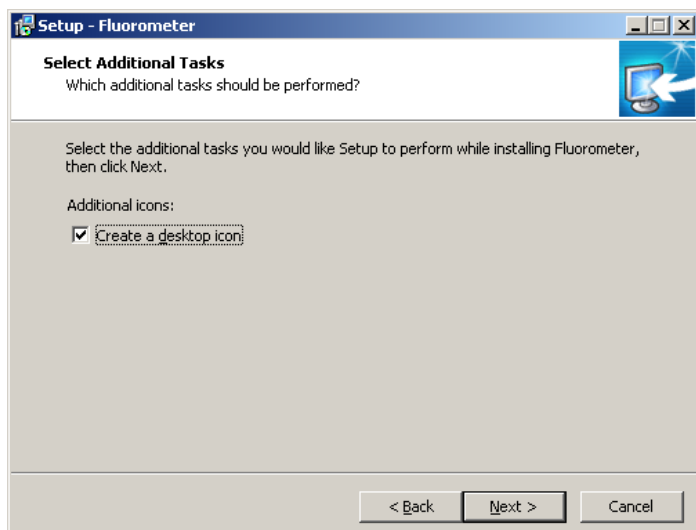 Setup - Fluorometer
Select Additional Tasks
Which additional tasks should be performed?
Select the additional tasks you would like Setup to perform while installing Fluorometer,
then click Next.
Additional icons:
Create a desktop icon
< Back
Next >
Cancel